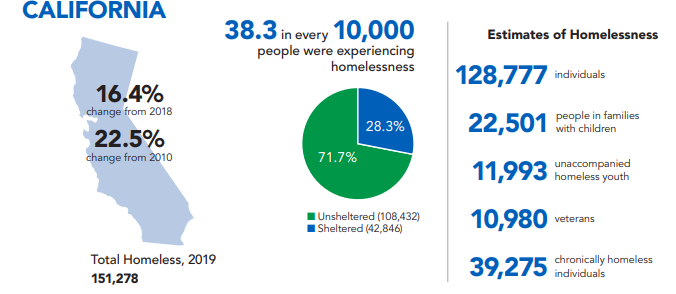 CALIFORNIA
16.4%
change from 2018
22.5%
change from 2010
Total Homeless, 2019
151,278
38.3 in every 10,000
people were experiencing
homelessness
28.3%
71.7%
Unsheltered (108,432)
Sheltered (42,846)
Estimates of Homelessness
128,777 individuals
22,501 people in families
with children
11,993 unaccompanied
homeless youth
10,980 veterans
39,275 chronically homeless
individuals